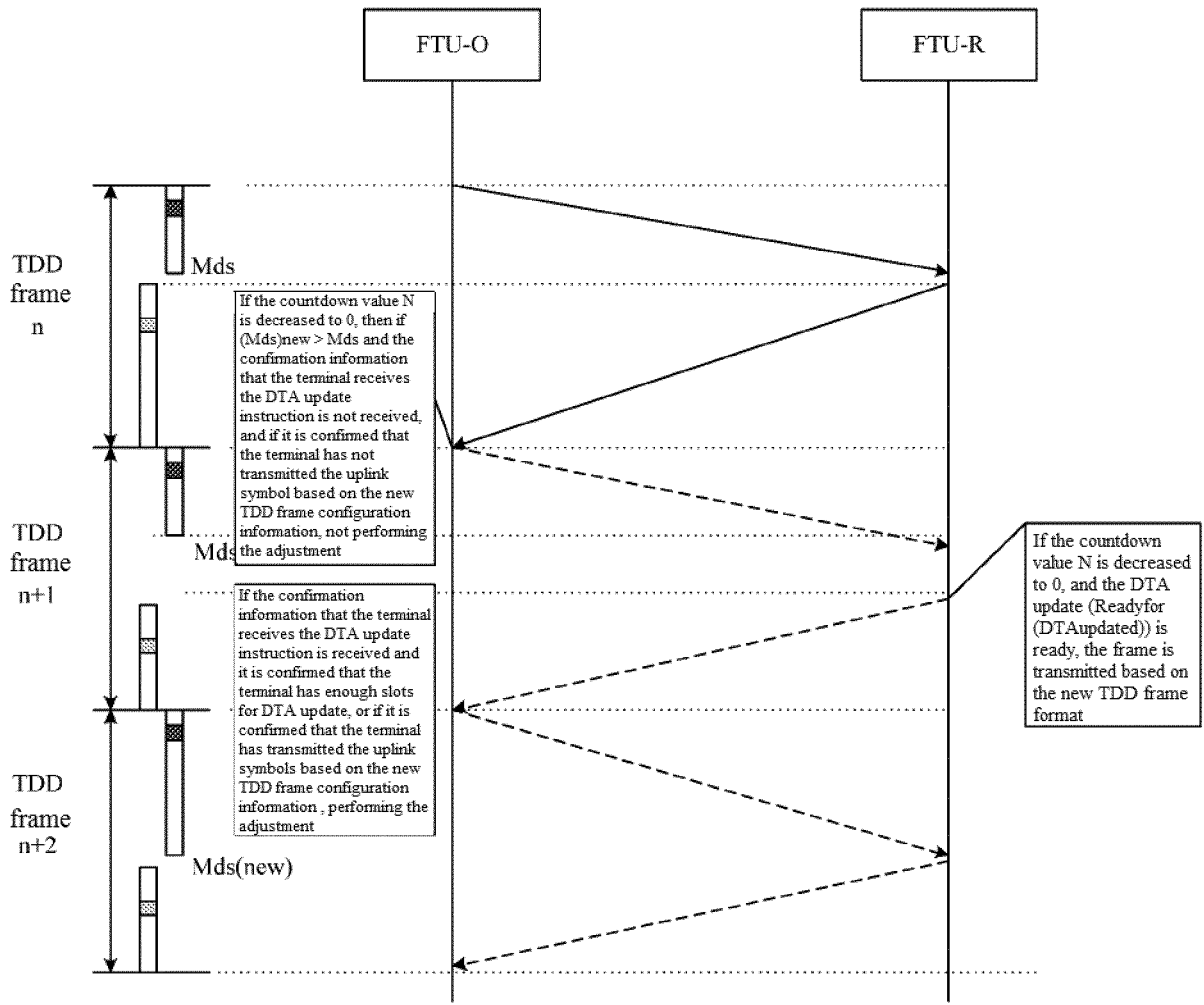 FTU-O
FTU-R
TDD
frame
n
Mds
If the countdown value N
is decreased to 0, then if
(Mds)new > Mds and the
confirmation information
that the terminal receives
the DTA update
instruction is not received,
and if it is confirmed that
the terminal has not
transmitted the uplink
symbol based on the new
TDD frame configuration
information, not performing
the adjustment
TDD
frame
n+1
Mds
If the confirmation
information that the terminal
receives the DTA update
instruction is received and
it is confirmed that the
terminal has enough slots
for DTA update, or if it is
confirmed that the terminal
has transmitted the uplink
symbols based on the new
TDD frame configuration
information , performing the
adjustment
If the countdown
value N is decreased
to 0, and the DTA
update (Readyfor
(DTAupdated)) is
ready, the frame is
transmitted based on
the new TDD frame
format
TDD
frame
n+2
Mds(new)